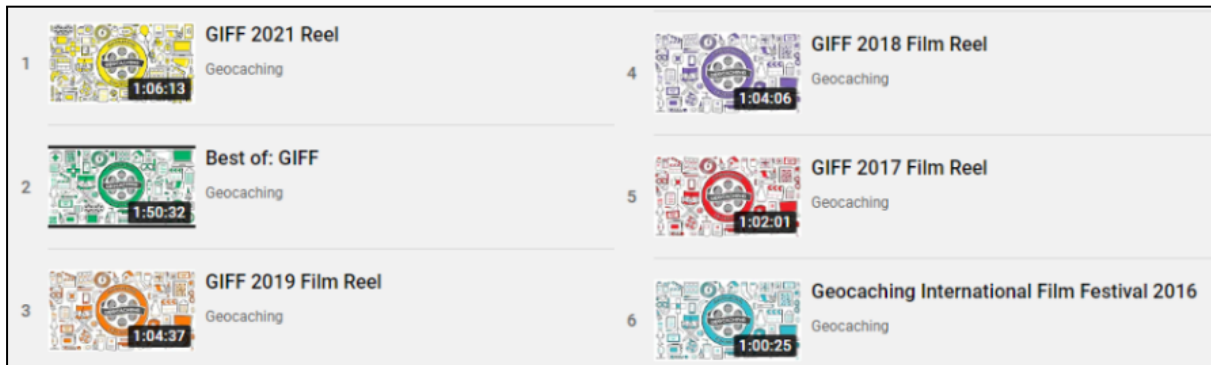 1
GIFF 2021 Reel
Geocaching
1:06:13
2
Best of: GIFF
Geocaching
1:50:32
3
GIFF 2019 Film Reel
Geocaching
1:04:37
4
GIFF 2018 Film Reel
Geocaching
1:04:06
5
GIFF 2017 Film Reel
Geocaching
1:02:01
6
Geocaching International Film Festival 2016
Geocaching
1:00:25